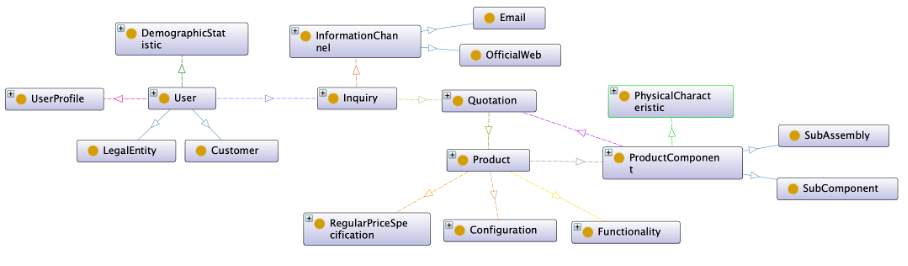 Email
DemographicStat
istic
InformationChan
nel
OfficialWeb
UserProfile
User
Inquiry
Quotation
PhysicalCharact
eristic
LegalEntity
Customer
SubAssembly
Product
ProductComponen
t
SubComponent
RegularPriceSpe
cification
Configuration
Functionality